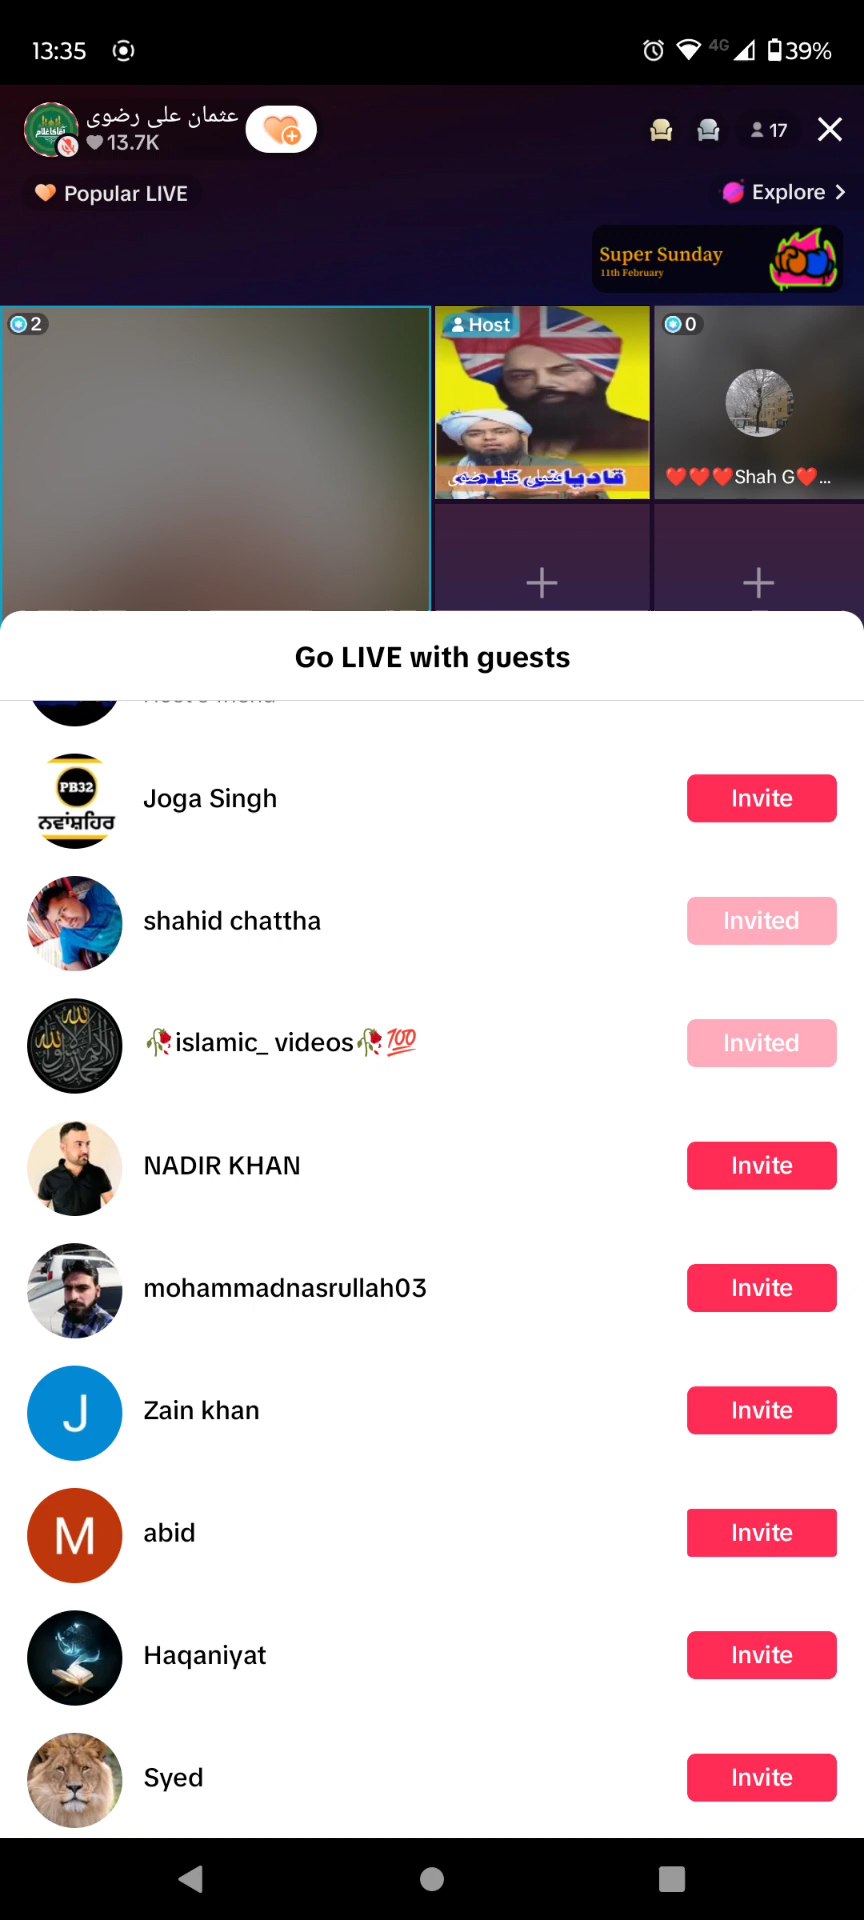 13:35
4G
39%
عثمان علی رضوی
13.7K
17
Popular LIVE
Explore
Super Sunday
11th February
2
Host
0
Shah G❤️...
Go LIVE with guests
PB32
ਨਵਾਂਸ਼ਹਿਰ
Joga Singh
Invite
shahid chattha
Invited
🥀islamic_ videos🥀💯
Invited
NADIR KHAN
Invite
mohammadnasrullah03
Invite
J
Zain khan
Invite
M
abid
Invite
Haqaniyat
Invite
Syed
Invite